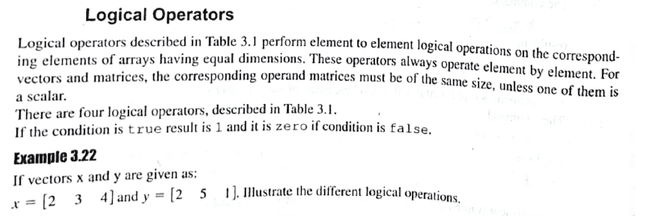 Logical Operators
Logical operators described in Table 3.1 perform element to element logical operations on the correspond-
ing elements of arrays having equal dimensions. These operators always operate element by element. For
vectors and matrices, the corresponding operand matrices must be of the same size, unless one of them is
a scalar.
There are four logical operators, described in Table 3.1.
If the condition is true result is 1 and it is zero if condition is false.
Example 3.22
If vectors x and y are given as:
x = [2 3 4] and y = [2 5 1]. Illustrate the different logical operations.